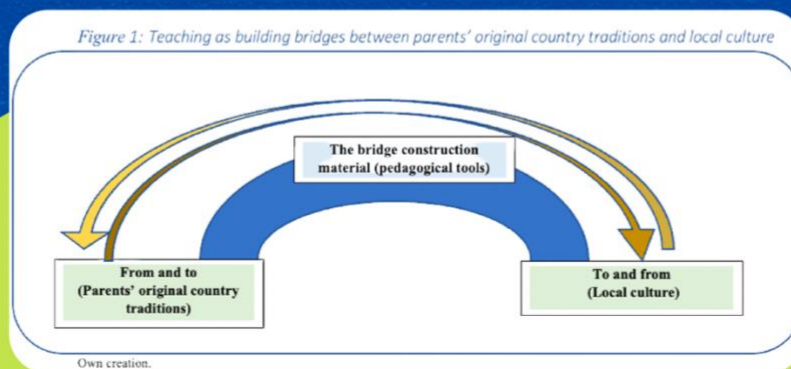 Figure 1: Teaching as building bridges between parents' original country traditions and local culture
The bridge construction
material (pedagogical tools)
From and to
(Parents' original country
traditions)
To and from
(Local culture)
Own creation.